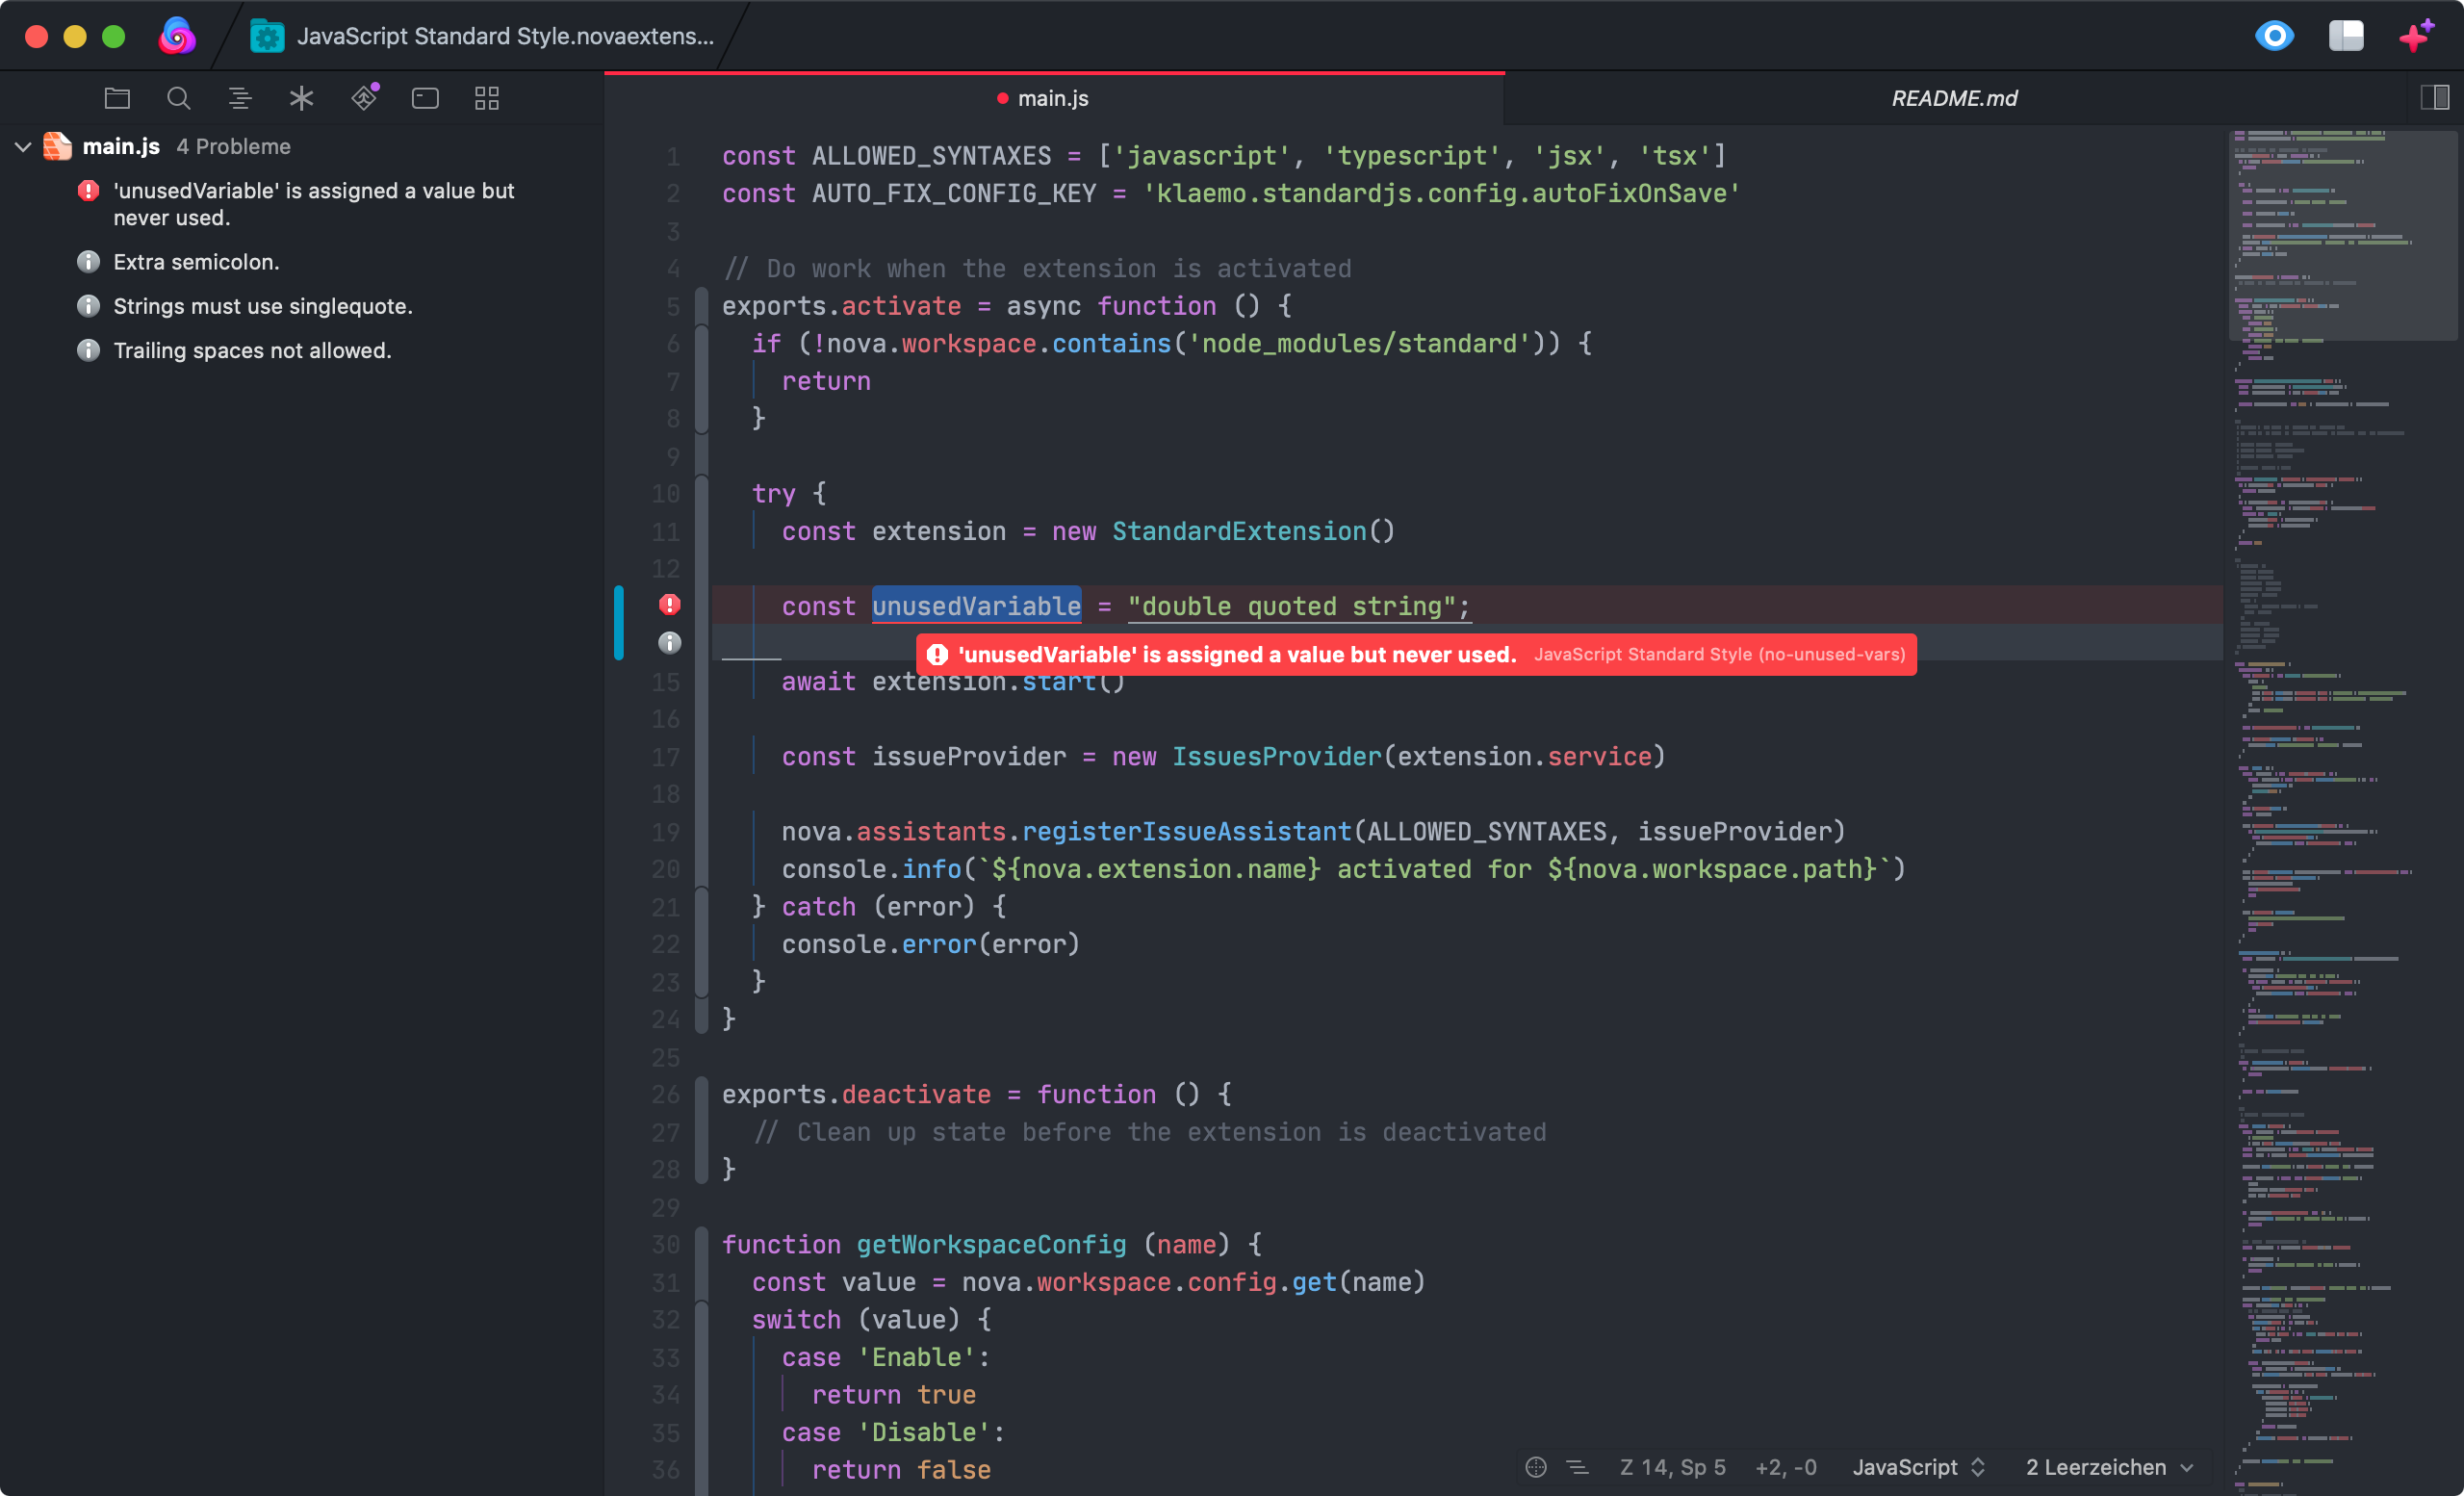 JavaScript Standard Style.novaextens...
main.js 4 Probleme
'unusedVariable' is assigned a value but
never used.
Extra semicolon.
Strings must use singlequote.
Trailing spaces not allowed.
main.js
README.md
1 const ALLOWED_SYNTAXES = ['javascript', 'typescript', 'jsx', 'tsx']
2 const AUTO_FIX_CONFIG_KEY = 'klaemo.standardjs.config.autoFixOnSave'
3
4 // Do work when the extension is activated
5 exports.activate = async function () {
6 if (!nova.workspace.contains('node_modules/standard')) {
7 return
8 }
9
10 try {
11 const extension = new StandardExtension()
12
const unusedVariable = "double quoted string";
'unusedVariable' is assigned a value but never used. JavaScript Standard Style (no-unused-vars)
15 await extension.start()
16
17 const issueProvider = new IssuesProvider(extension.service)
18
19 nova.assistants.registerIssueAssistant(ALLOWED_SYNTAXES, issueProvider)
20 console.info(`${nova.extension.name} activated for ${nova.workspace.path}`)
21 } catch (error) {
22 console.error(error)
23 }
24 }
25
26 exports.deactivate = function () {
27 // Clean up state before the extension is deactivated
28 }
29
30 function getWorkspaceConfig (name) {
31 const value = nova.workspace.config.get(name)
32 switch (value) {
33 case 'Enable':
34 return true
35 case 'Disable':
36 return false
Z 14, Sp 5 +2, -0 JavaScript 2 Leerzeichen